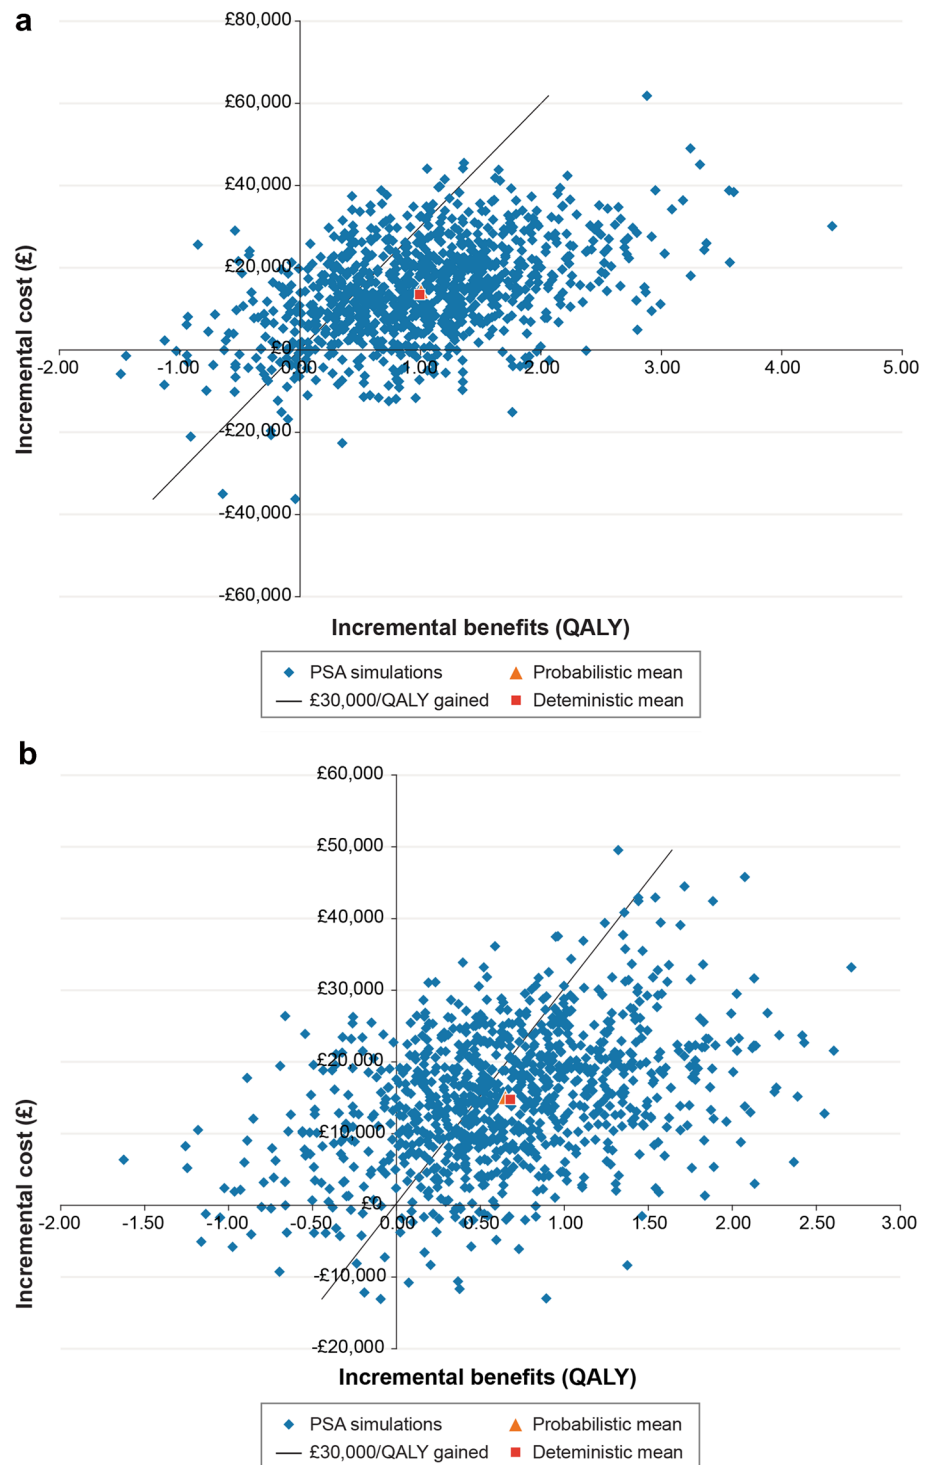 a
£80,000
£60,000
£40,000
£20,000
£0
-£20,000
-£40,000
-£60,000
-2.00 -1.00 0.00 1.00 2.00 3.00 4.00 5.00
Incremental cost (£)
Incremental benefits (QALY)
PSA simulations Probabilistic mean
£30,000/QALY gained Deteministic mean
b
£60,000
£50,000
£40,000
£30,000
£20,000
£10,000
£0
-£10,000
-£20,000
-2.00 -1.50 -1.00 -0.50 0.00 0.50 1.00 1.50 2.00 2.50 3.00
Incremental cost (£)
Incremental benefits (QALY)
PSA simulations Probabilistic mean
£30,000/QALY gained Deteministic mean